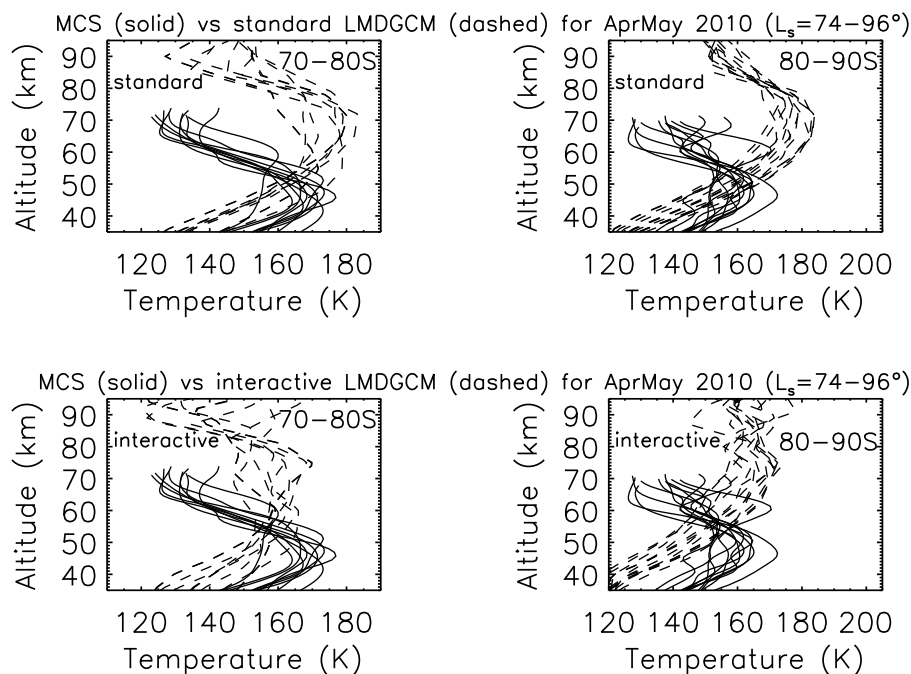 MCS (solid) vs standard LMDGCM (dashed) for AprMay 2010 (Lₛ=74−96°)
Altitude (km)
90
80
70
60
50
40
standard
70−80S
120 140 160 180
Temperature (K)
Altitude (km)
90
80
70
60
50
40
standard
80−90S
120 140 160 180 200
Temperature (K)
MCS (solid) vs interactive LMDGCM (dashed) for AprMay 2010 (Lₛ=74−96°)
Altitude (km)
90
80
70
60
50
40
interactive
70−80S
120 140 160 180
Temperature (K)
Altitude (km)
90
80
70
60
50
40
interactive
80−90S
120 140 160 180 200
Temperature (K)